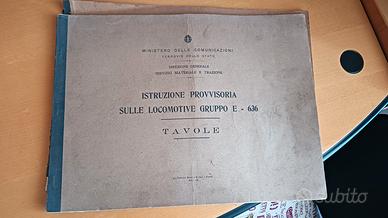 MINISTERO DELLE COMUNICAZIONI
FERROVIE DELLO STATO
DIREZIONE GENERALE
SERVIZIO MATERIALE E TRAZIONE
ISTRUZIONE PROVVISORIA
SULLE LOCOMOTIVE GRUPPO E - 636
TAVOLE
subito